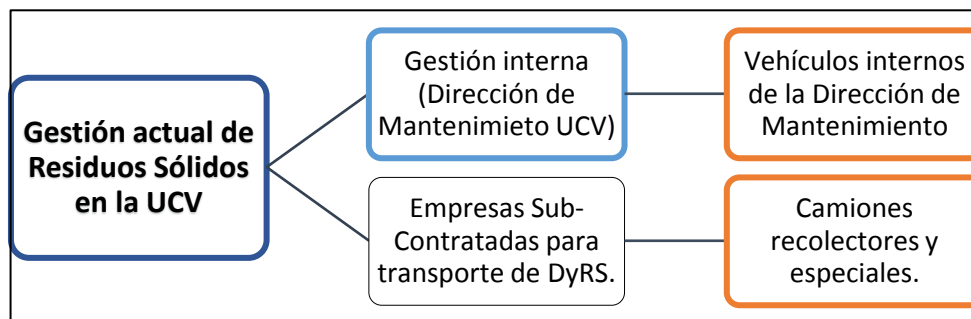 Gestión actual de
Residuos Sólidos
en la UCV
Gestión interna
(Dirección de
Mantenimieto UCV)
Vehículos internos
de la Dirección de
Mantenimiento
Empresas Sub-
Contratadas para
transporte de DyRS.
Camiones
recolectores y
especiales.